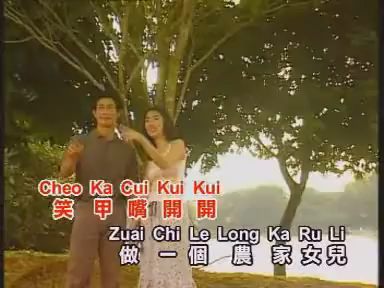 Cheo Ka Cui Kui Kui
笑 甲 嘴 開 開
Zuai Chi Le Long Ka Ru Li
做 一 個 農 家 女 兒